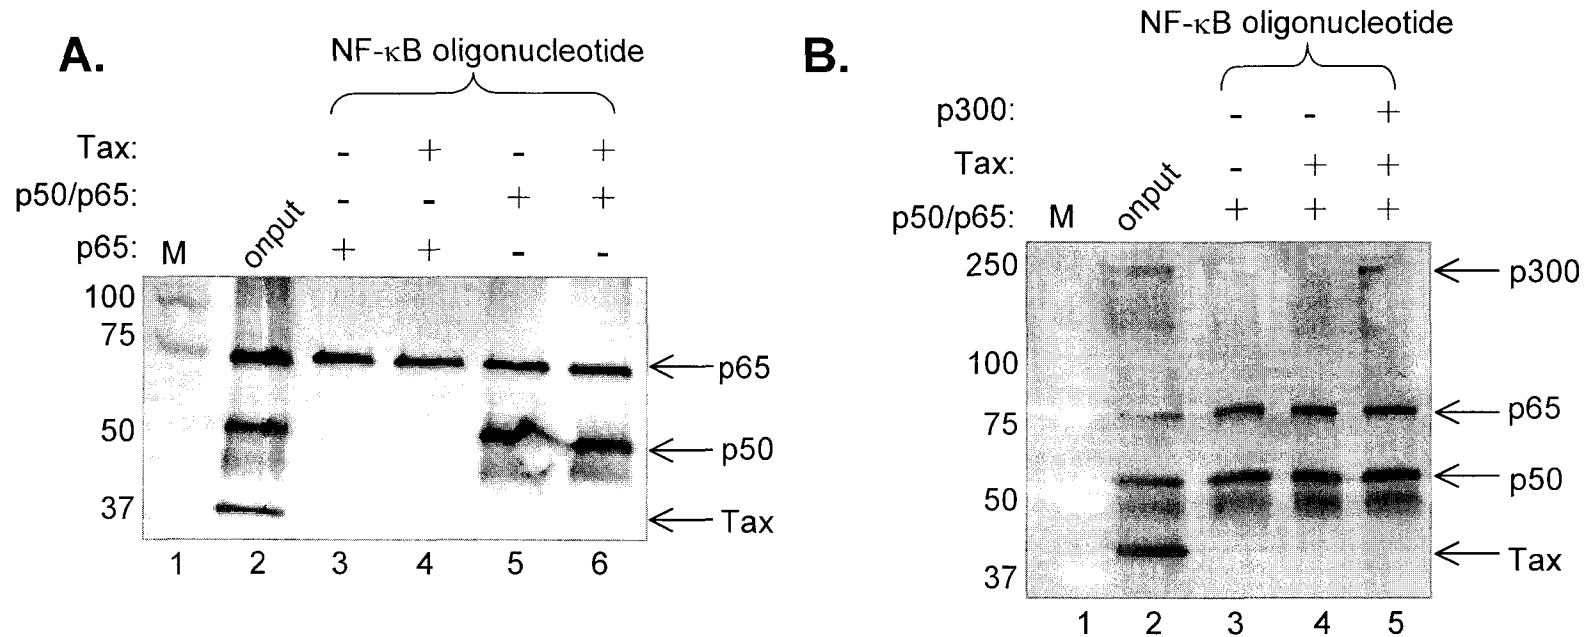 A.
NF-κB oligonucleotide
Tax: - + - +
p50/p65: - - + +
p65: + + - -
M onput
100
75
50
37
p65
p50
Tax
1 2 3 4 5 6
B.
NF-κB oligonucleotide
p300: - - +
Tax: - + +
p50/p65: + + +
M onput
250
100
75
50
37
p300
p65
p50
Tax
1 2 3 4 5